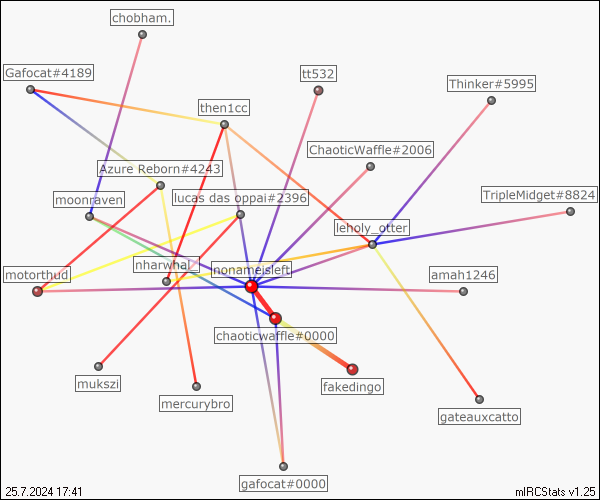 chobham.
Gafocat#4189
tt532
Thinker#5995
then1cc
ChaoticWaffle#2006
Azure Reborn#4243
moonraven
lucas das oppai#2396
TripleMidget#8824
leholy_otter
nharwhal
nonameisleft
motorthud
amah1246
chaoticwaffle#0000
mukszi
fakedingo
mercurybro
gateauxcatto
gafocat#0000
25.7.2024 17:41
mIRCStats v1.25